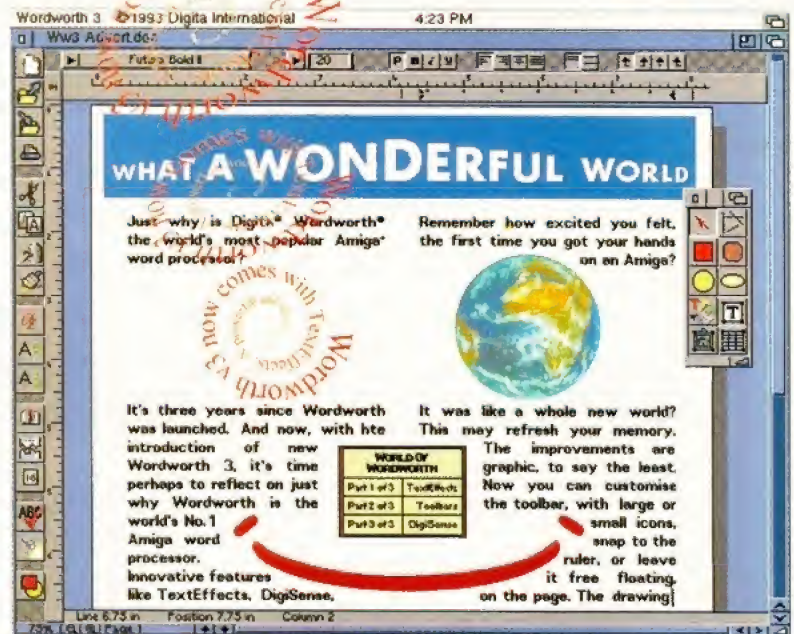 Wordworth 3 ©1993 Digita International 4:23 PM
Ww3 Advert.doc
Futura Bold II 20 P B I U
WHAT A WONDERFUL WORLD
Just why is Digita® Wordworth®
the world's most popular Amiga®
word processor?
Wordworth v3 now comes with TextEffects.
It's three years since Wordworth
was launched. And now, with hte
introduction of new
Wordworth 3, it's time
perhaps to reflect on just
why Wordworth is the
world's No.1
Amiga word
processor.
Innovative features
like TextEffects, DigiSense,
WORLD OF
WORDWORTH
Part 1 of 3 TextEffects
Part 2 of 3 Toolbars
Part 3 of 3 DigiSense
Remember how excited you felt,
the first time you got your hands
on an Amiga?
It was like a whole new world?
This may refresh your memory.
The improvements are
graphic, to say the least.
Now you can customise
the toolbar, with large or
small icons,
snap to the
ruler, or leave
it free floating,
on the page. The drawing
Line 6.75 in Position 7.75 in Column 2
75% Page 1